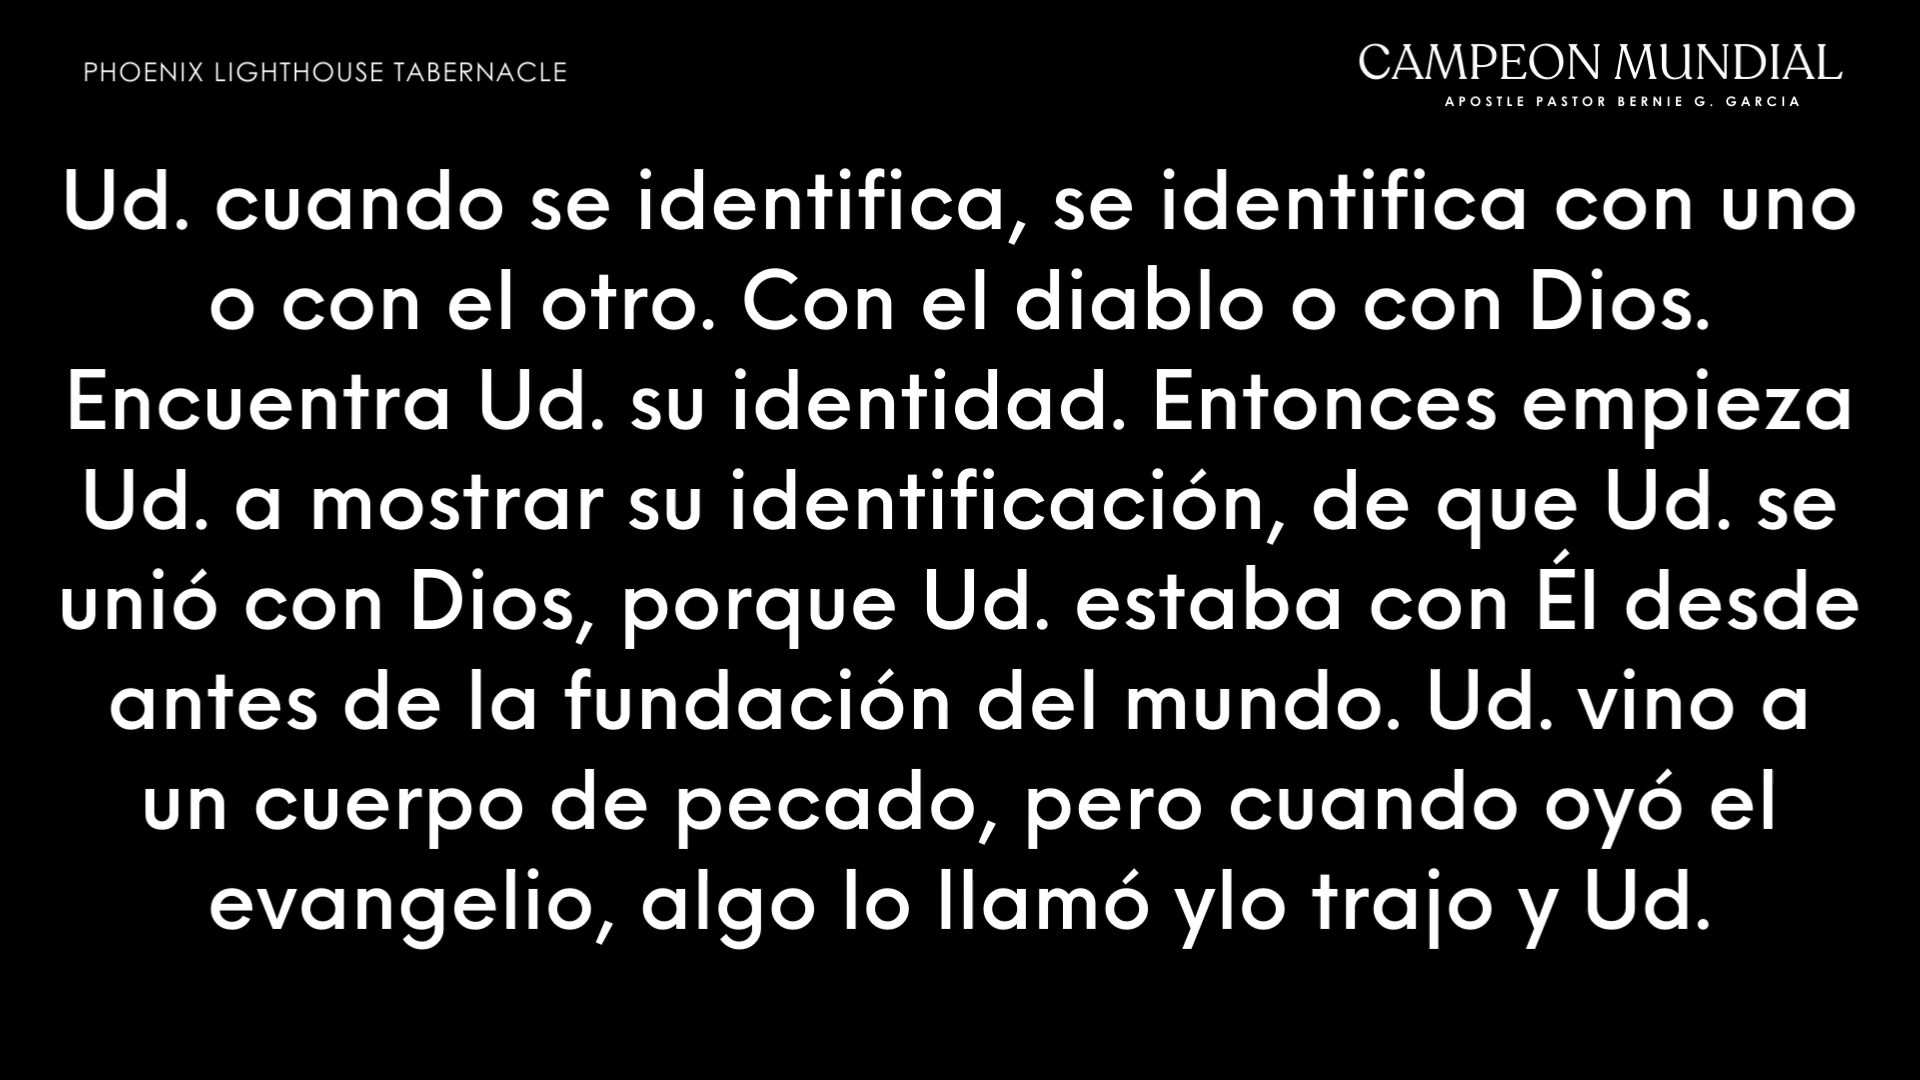 PHOENIX LIGHTHOUSE TABERNACLE
CAMPEON MUNDIAL
APOSTLE PASTOR BERNIE G. GARCIA
Ud. cuando se identifica, se identifica con uno
o con el otro. Con el diablo o con Dios.
Encuentra Ud. su identidad. Entonces empieza
Ud. a mostrar su identificación, de que Ud. se
unió con Dios, porque Ud. estaba con Él desde
antes de la fundación del mundo. Ud. vino a
un cuerpo de pecado, pero cuando oyó el
evangelio, algo lo llamó ylo trajo y Ud.